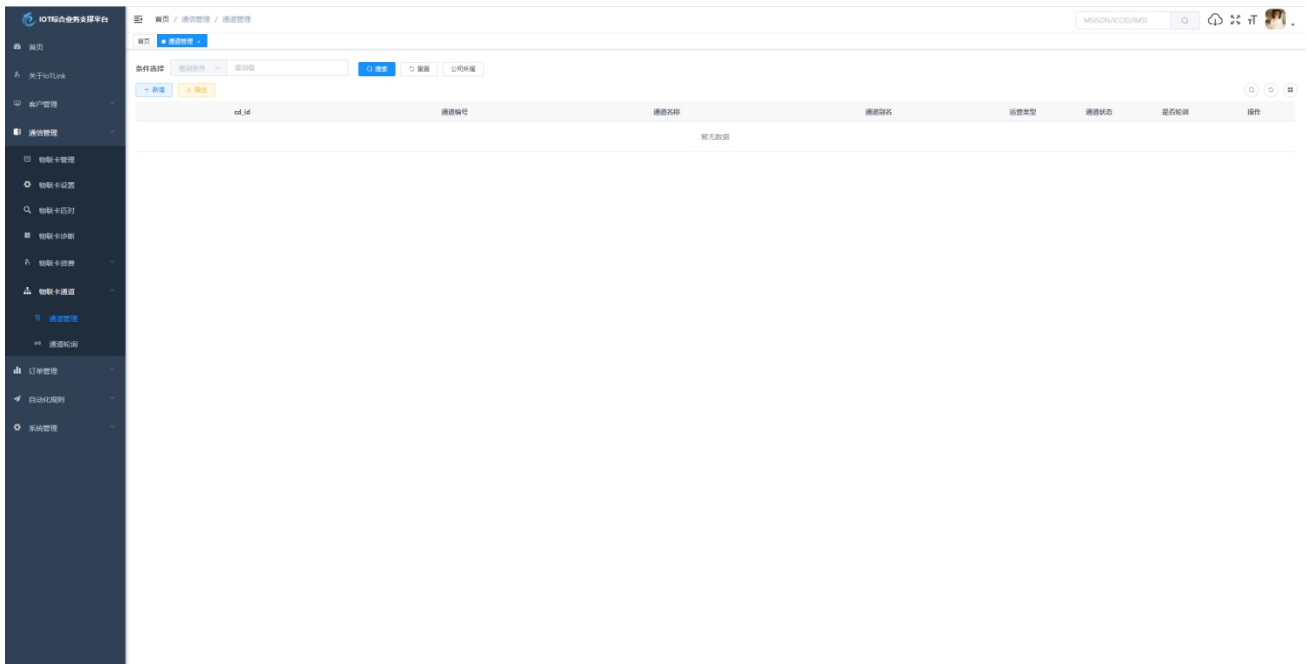 IOT综合业务支撑平台
首页 / 通信管理 / 通道管理
MSISDN/ICCID/IMSI
首页
通道管理 ×
首页
关于IoTLink
客户管理
通信管理
物联卡管理
物联卡设置
物联卡匹对
物联卡诊断
物联卡资费
物联卡通道
通道管理
通道轮询
订单管理
自动化规则
系统管理
条件选择 查询条件 查询值 搜索 重置 公司所属
+ 新增 导出
cd_id 通道编号 通道名称 通道别名 运营类型 通道状态 是否轮训 操作
暂无数据